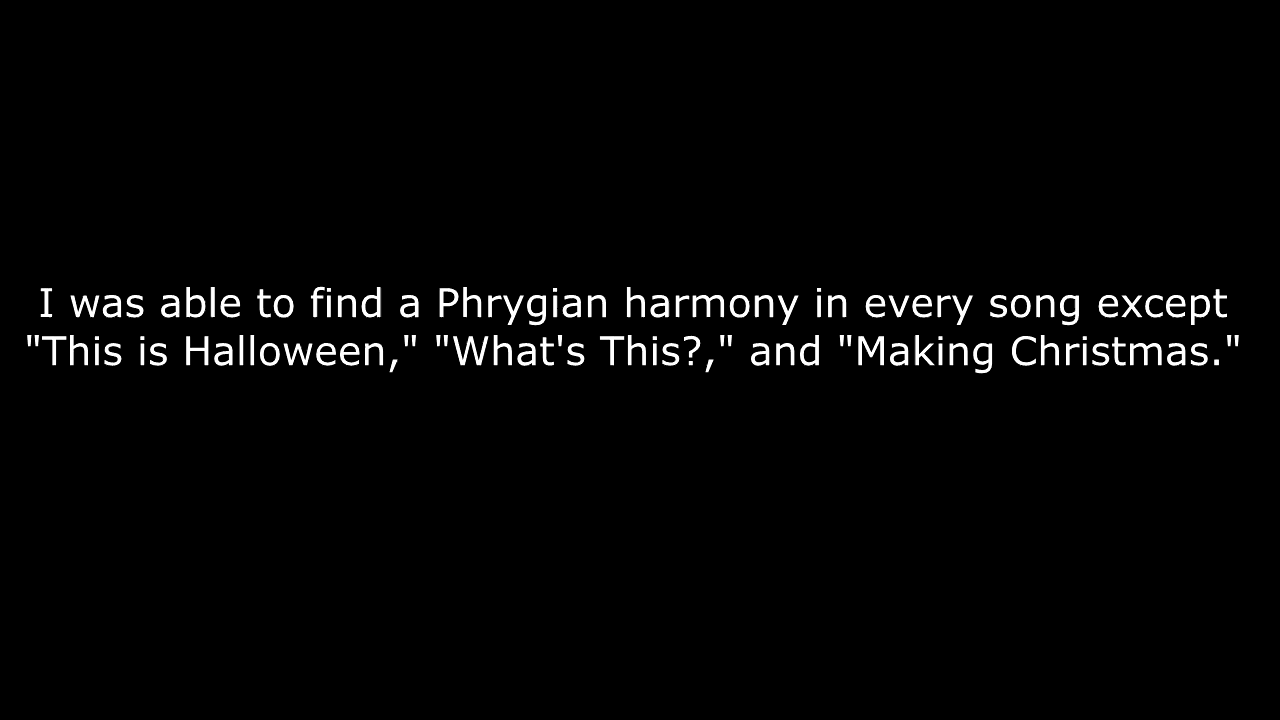 I was able to find a Phrygian harmony in every song except
"This is Halloween," "What's This?," and "Making Christmas."